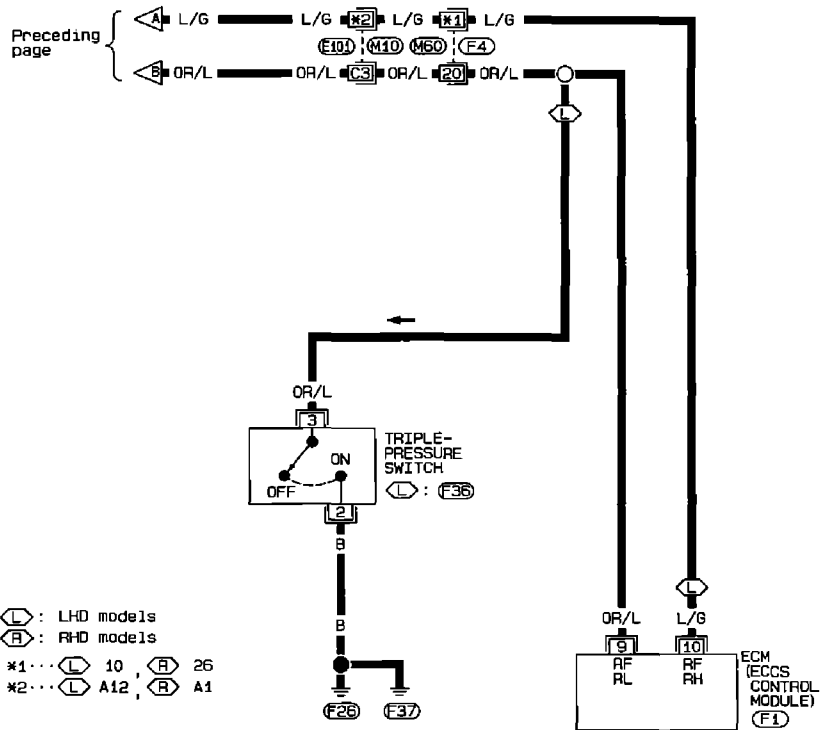 Preceding
page
A L/G L/G *2 L/G *1 L/G
E101 M10 M60 F4
B OR/L OR/L C3 OR/L 20 OR/L
L
OR/L
3
TRIPLE-
PRESSURE
SWITCH
L : F36
ON
OFF
2
B
B
F26 F37
L
OR/L L/G
9 10
RF RF
RL RH
ECM
(ECCS
CONTROL
MODULE)
F1
L : LHD models
R : RHD models
*1··· L 10 , R 26
*2··· L A12 , R A1